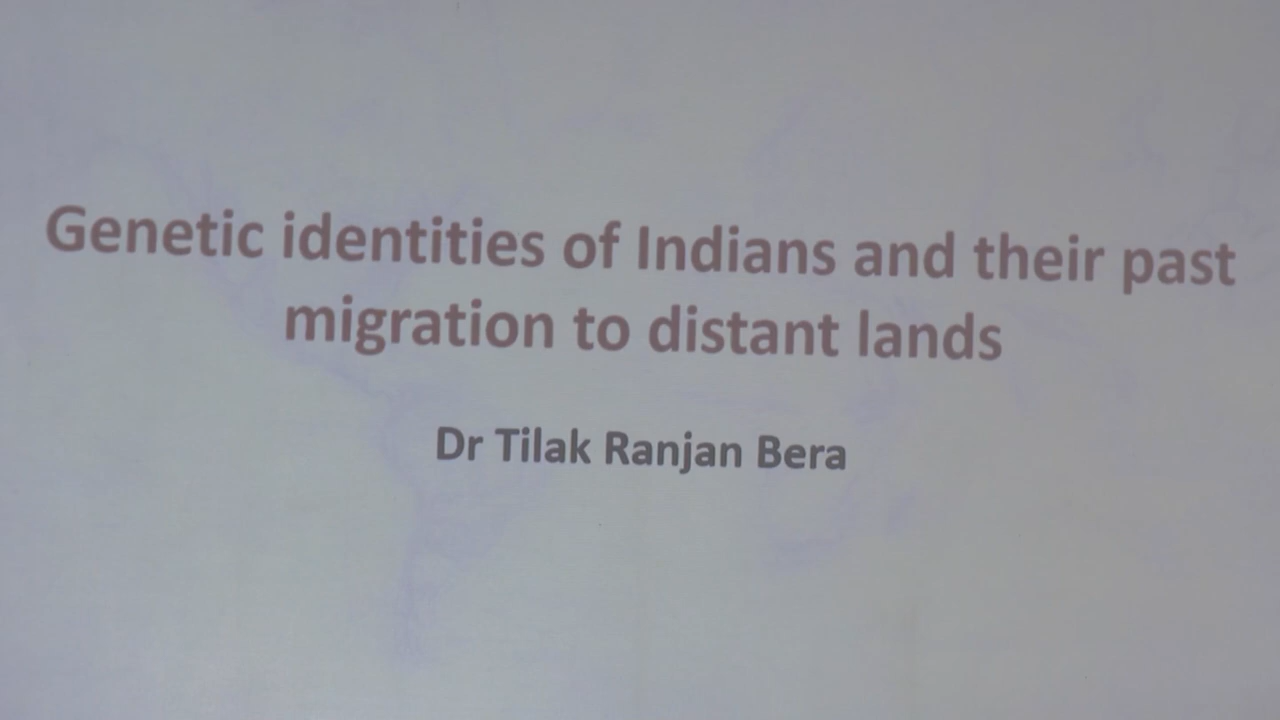 Genetic identities of Indians and their past
migration to distant lands
Dr Tilak Ranjan Bera